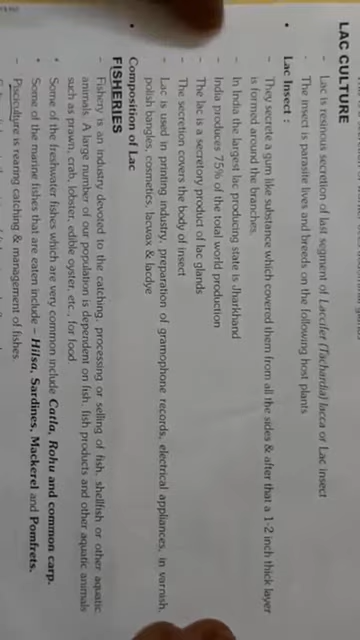 LAC CULTURE
- Lac is resinous secretion of last segment of Laccifer (Tachardia) lacca or Lac Insect
- The insect is parasite lives and breeds on the following host plants
• Lac Insect :
- They secrete a gum like substance which covered them from all the sides & after that a 1-2 inch thick layer
is formed around the branches.
- In India the largest lac producing state is Jharkhand
- India produces 75% of the total world production
- The lac is a secretory product of lac glands
- The secretion covers the body of insect
- Lac is used in printing industry, preparation of gramophone records, electrical appliances, in varnish,
polish bangles, cosmetics, lacwax & lacdye
• Composition of Lac
FISHERIES
- Fishery is an industry devoted to the catching, processing or selling of fish, shellfish or other aquatic
animals. A large number of our population is dependent on fish, fish products and other aquatic animals
such as prawn, crab, lobster, edible oyster, etc., for food
• Some of the freshwater fishes which are very common include Catla, Rohu and common carp.
• Some of the marine fishes that are eaten include - Hilsa, Sardines, Mackerel and Pomfrets.
- Pisciculture is rearing catching & management of fishes